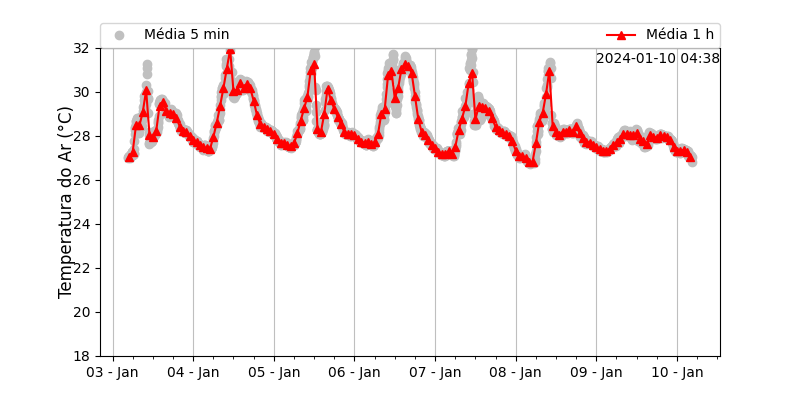 Média 5 min
Média 1 h
2024-01-10 04:38
Temperatura do Ar (°C)
32
30
28
26
24
22
20
18
03 - Jan
04 - Jan
05 - Jan
06 - Jan
07 - Jan
08 - Jan
09 - Jan
10 - Jan